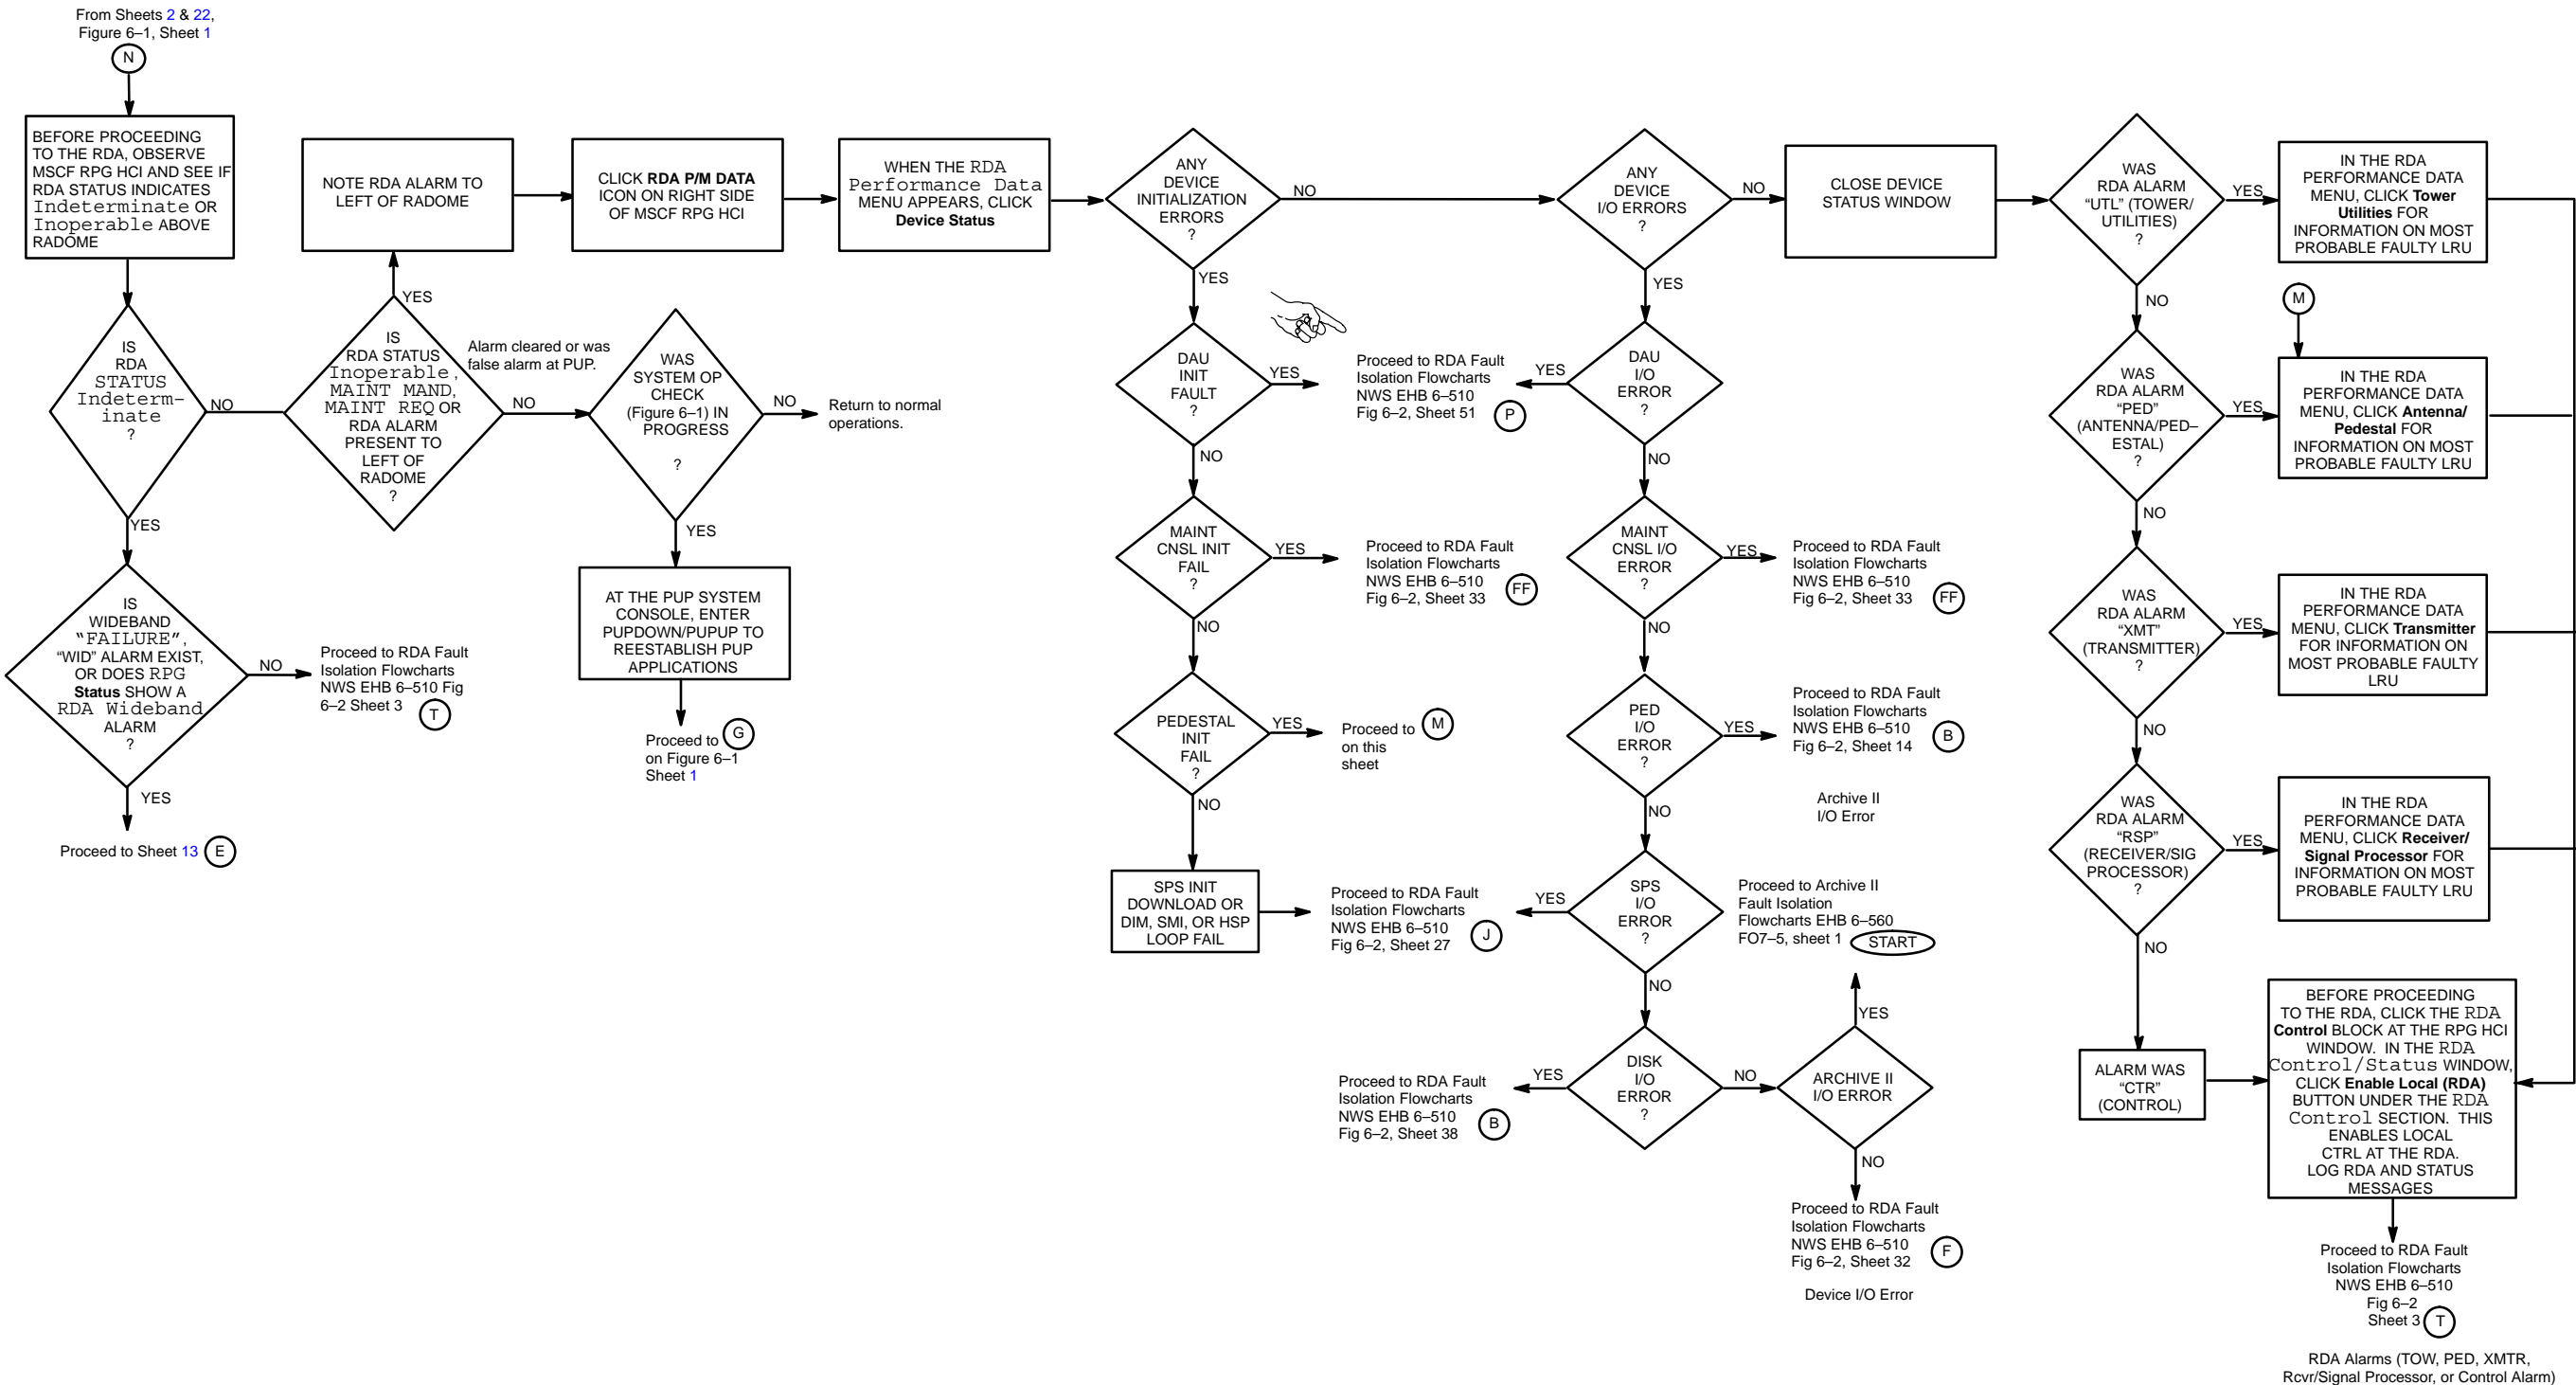 From Sheets 2 & 22,
Figure 6–1, Sheet 1
N
BEFORE PROCEEDING
TO THE RDA, OBSERVE
MSCF RPG HCI AND SEE IF
RDA STATUS INDICATES
Indeterminate OR
Inoperable ABOVE
RADOME
IS
RDA
STATUS
Indeterm–
inate
?
NO
YES
IS
WIDEBAND
"FAILURE",
“WID” ALARM EXIST,
OR DOES RPG
Status SHOW A
RDA Wideband
ALARM
?
NO
Proceed to RDA Fault
Isolation Flowcharts
NWS EHB 6–510 Fig
6–2 Sheet 3
T
YES
Proceed to Sheet 13
E
NOTE RDA ALARM TO
LEFT OF RADOME
YES
IS
RDA STATUS
Inoperable,
MAINT MAND,
MAINT REQ OR
RDA ALARM
PRESENT TO
LEFT OF
RADOME
?
Alarm cleared or was
false alarm at PUP.
NO
WAS
SYSTEM OP
CHECK
(Figure 6–1) IN
PROGRESS
?
NO
Return to normal
operations.
YES
AT THE PUP SYSTEM
CONSOLE, ENTER
PUPDOWN/PUPUP TO
REESTABLISH PUP
APPLICATIONS
Proceed to
G
on Figure 6–1
Sheet 1
CLICK RDA P/M DATA
ICON ON RIGHT SIDE
OF MSCF RPG HCI
WHEN THE RDA
Performance Data
MENU APPEARS, CLICK
Device Status
ANY
DEVICE
INITIALIZATION
ERRORS
?
NO
YES
DAU
INIT
FAULT
?
YES
Proceed to RDA Fault
Isolation Flowcharts
NWS EHB 6–510
Fig 6–2, Sheet 51
P
NO
MAINT
CNSL INIT
FAIL
?
YES
Proceed to RDA Fault
Isolation Flowcharts
NWS EHB 6–510
Fig 6–2, Sheet 33
FF
NO
PEDESTAL
INIT
FAIL
?
YES
Proceed to
M
on this
sheet
NO
SPS INIT
DOWNLOAD OR
DIM, SMI, OR HSP
LOOP FAIL
Proceed to RDA Fault
Isolation Flowcharts
NWS EHB 6–510
Fig 6–2, Sheet 27
J
ANY
DEVICE
I/O ERRORS
?
NO
YES
DAU
I/O
ERROR
?
YES
NO
MAINT
CNSL I/O
ERROR
?
YES
Proceed to RDA Fault
Isolation Flowcharts
NWS EHB 6–510
Fig 6–2, Sheet 33
FF
NO
PED
I/O
ERROR
?
YES
Proceed to RDA Fault
Isolation Flowcharts
NWS EHB 6–510
Fig 6–2, Sheet 14
B
NO
Archive II
I/O Error
SPS
I/O
ERROR
?
YES
NO
Proceed to Archive II
Fault Isolation
Flowcharts EHB 6–560
FO7–5, sheet 1
START
YES
DISK
I/O
ERROR
?
YES
Proceed to RDA Fault
Isolation Flowcharts
NWS EHB 6–510
Fig 6–2, Sheet 38
B
NO
ARCHIVE II
I/O ERROR
NO
Proceed to RDA Fault
Isolation Flowcharts
NWS EHB 6–510
Fig 6–2, Sheet 32
F
Device I/O Error
CLOSE DEVICE
STATUS WINDOW
WAS
RDA ALARM
“UTL” (TOWER/
UTILITIES)
?
YES
IN THE RDA
PERFORMANCE DATA
MENU, CLICK Tower
Utilities FOR
INFORMATION ON MOST
PROBABLE FAULTY LRU
NO
M
WAS
RDA ALARM
“PED”
(ANTENNA/PED–
ESTAL)
?
YES
IN THE RDA
PERFORMANCE DATA
MENU, CLICK Antenna/
Pedestal FOR
INFORMATION ON MOST
PROBABLE FAULTY LRU
NO
WAS
RDA ALARM
“XMT”
(TRANSMITTER)
?
YES
IN THE RDA
PERFORMANCE DATA
MENU, CLICK Transmitter
FOR INFORMATION ON
MOST PROBABLE FAULTY
LRU
NO
WAS
RDA ALARM
“RSP”
(RECEIVER/SIG
PROCESSOR)
?
YES
IN THE RDA
PERFORMANCE DATA
MENU, CLICK Receiver/
Signal Processor FOR
INFORMATION ON MOST
PROBABLE FAULTY LRU
NO
ALARM WAS
“CTR”
(CONTROL)
BEFORE PROCEEDING
TO THE RDA, CLICK THE RDA
Control BLOCK AT THE RPG HCI
WINDOW. IN THE RDA
Control/Status WINDOW,
CLICK Enable Local (RDA)
BUTTON UNDER THE RDA
Control SECTION. THIS
ENABLES LOCAL
CTRL AT THE RDA.
LOG RDA AND STATUS
MESSAGES
Proceed to RDA Fault
Isolation Flowcharts
NWS EHB 6–510
Fig 6–2
Sheet 3
T
RDA Alarms (TOW, PED, XMTR,
Rcvr/Signal Processor, or Control Alarm)